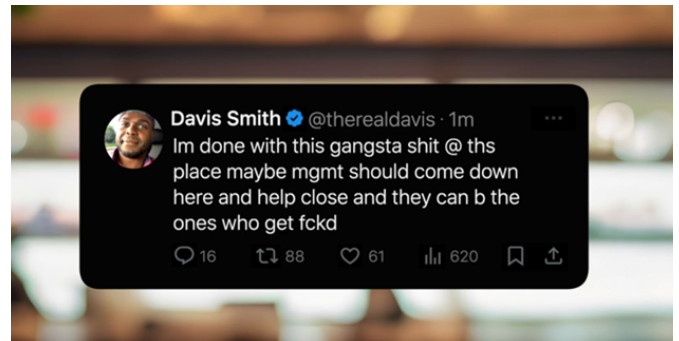 Davis Smith @therealdavis · 1m
Im done with this gangsta shit @ ths
place maybe mgmt should come down
here and help close and they can b the
ones who get fckd
16 88 61 620